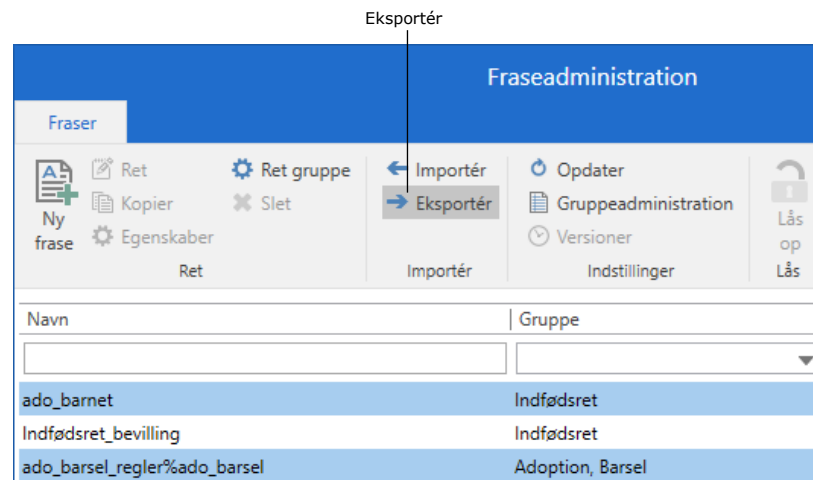 Eksportér
Fraseadministration
Fraser
Ny
frase
Ret
Kopier
Egenskaber
Ret gruppe
Slet
Ret
Importér
Eksportér
Importér
Opdater
Gruppeadministration
Versioner
Indstillinger
Lås
op
Lås
Navn
Gruppe
ado_barnet
Indfødsret
Indfødsret_bevilling
Indfødsret
ado_barsel_regler%ado_barsel
Adoption, Barsel